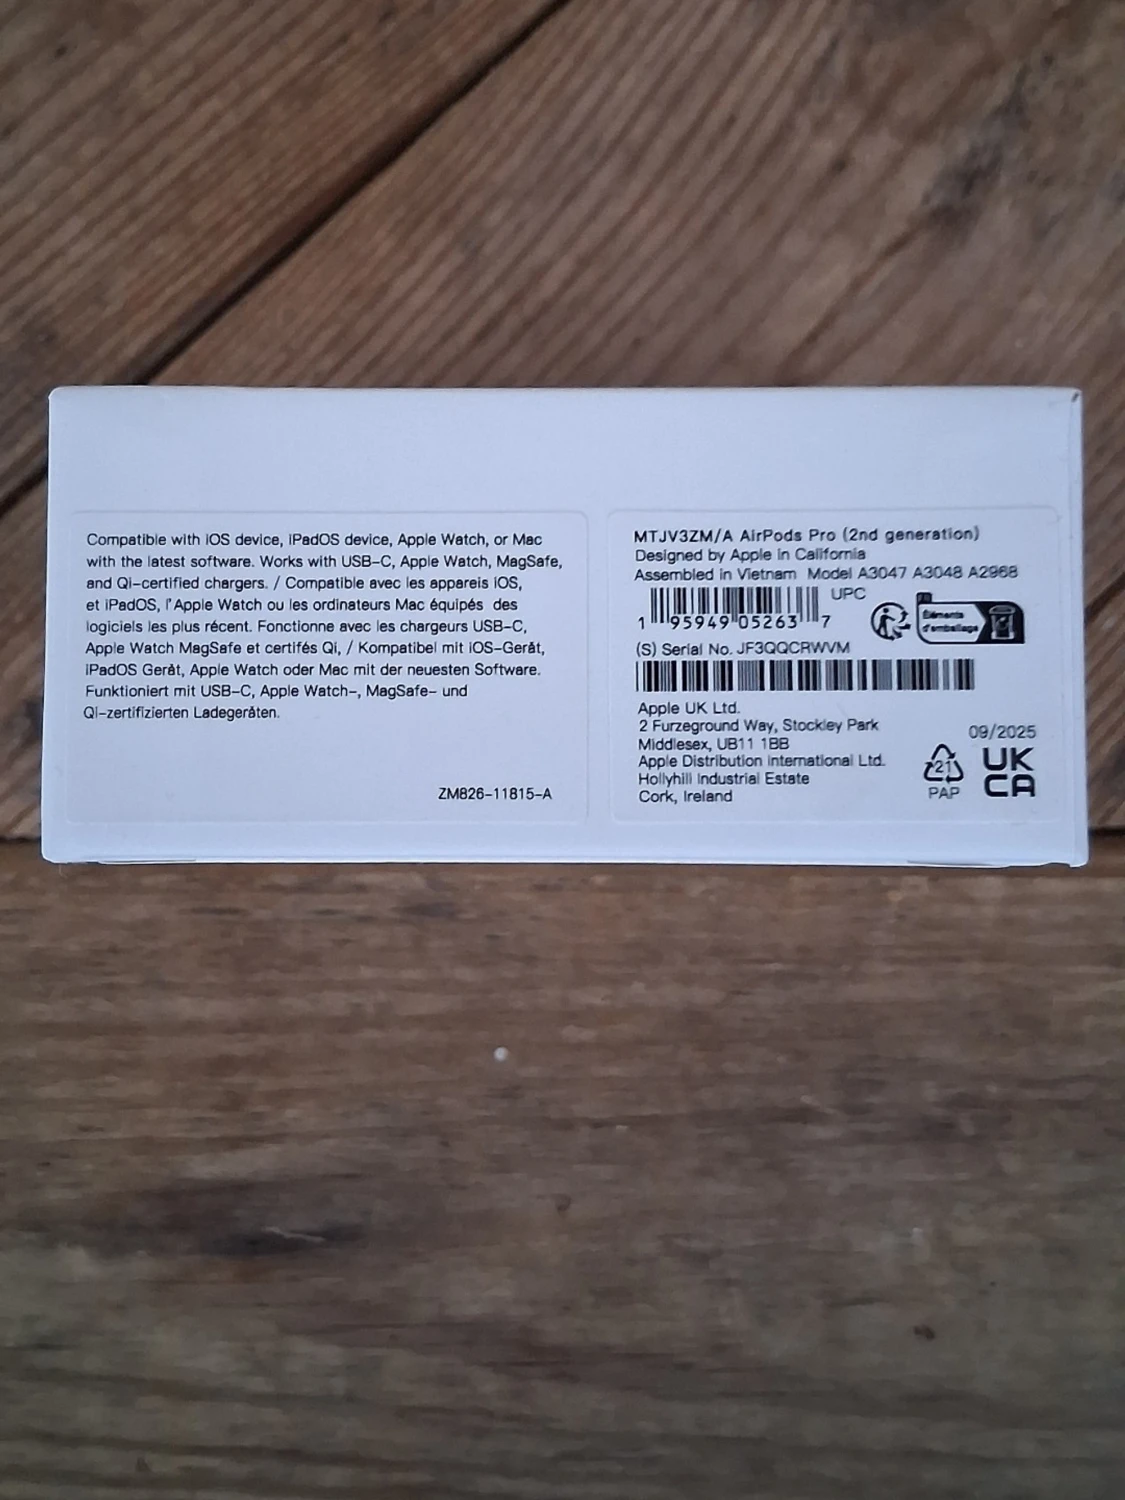 Compatible with iOS device, iPadOS device, Apple Watch, or Mac
with the latest software. Works with USB-C, Apple Watch, MagSafe,
and Qi-certified chargers. / Compatible avec les appareis iOS,
et iPadOS, l'Apple Watch ou les ordinateurs Mac équipés des
logiciels les plus récent. Fonctionne avec les chargeurs USB-C,
Apple Watch MagSafe et certifés Qi, / Kompatibel mit iOS-Geråt,
iPadOS Geråt, Apple Watch oder Mac mit der neuesten Software.
Funktioniert mit USB-C, Apple Watch-, MagSafe- und
Qi-zertifizierten Ladegeråten.
ZM826-11815-A
MTJV3ZM/A AirPods Pro (2nd generation)
Designed by Apple in California
Assembled in Vietnam Model A3047 A3048 A2968
UPC
1 95949 05263 7
Éléments
d'emballage
(S) Serial No. JF3QQCRWVM
Apple UK Ltd.
2 Furzeground Way, Stockley Park
Middlesex, UB11 1BB
Apple Distribution International Ltd.
Hollyhill Industrial Estate
Cork, Ireland
09/2025
21
PAP
UK
CA